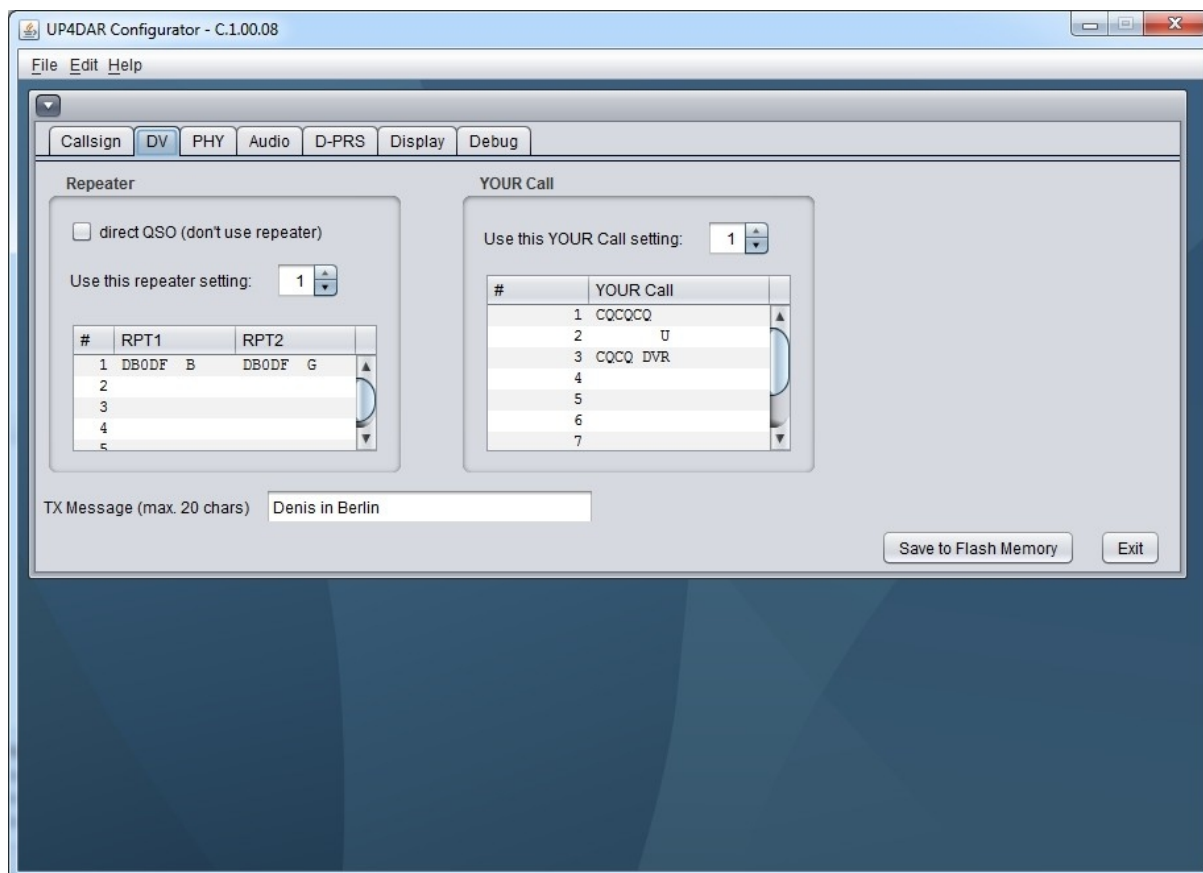 UP4DAR Configurator - C.1.00.08
File Edit Help
Callsign DV PHY Audio D-PRS Display Debug
Repeater
direct QSO (don't use repeater)
Use this repeater setting: 1
# RPT1 RPT2
1 DB0DF B DB0DF G
2
3
4
5
YOUR Call
Use this YOUR Call setting: 1
# YOUR Call
1 CQCQCQ
2 U
3 CQCQ DVR
4
5
6
7
TX Message (max. 20 chars) Denis in Berlin
Save to Flash Memory Exit